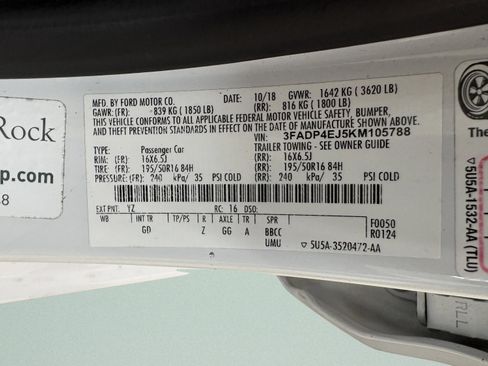 Rock
p.com
8
MFD. BY FORD MOTOR CO. DATE: 10/18 GVWR: 1642 KG ( 3620 LB)
GAWR: (FR): 839 KG ( 1850 LB) (RR): 816 KG ( 1800 LB)
THIS VEHICLE CONFORMS TO ALL APPLICABLE FEDERAL MOTOR VEHICLE SAFETY, BUMPER,
AND THEFT PREVENTION STANDARDS IN EFFECT ON THE DATE OF MANUFACTURE SHOWN ABOVE.
VIN: 3FADP4EJ5KM105788
TYPE: Passenger Car TRAILER TOWING - SEE OWNER GUIDE
RIM: (FR) 16X6.5J (RR): 16X6.5J
TIRE: (FR) 195/50R16 84H (RR): 195/50R16 84H
PRESSURE: (FR) 240 kPa/ 35 PSI COLD (RR): 240 kPa/ 35 PSI COLD
EXT PNT: YZ RC: 16 DSO:
WB INT TR TP/PS R AXLE TR SPR F0050
GD Z GG A BBCC R0124
UMU 5U5A-3520472-AA
5U5A-1532-AA (TLU)